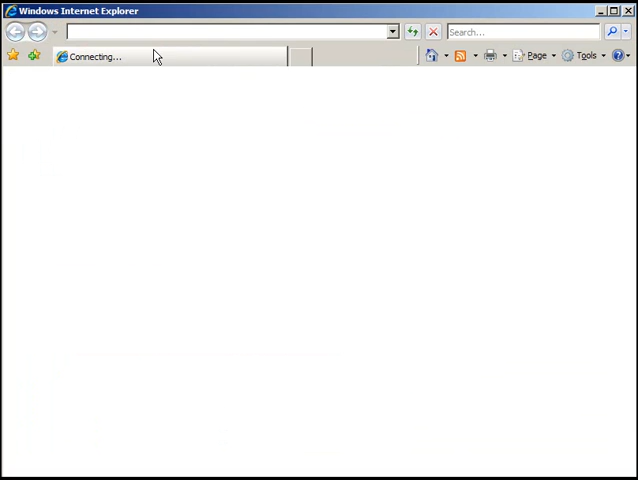 Windows Internet Explorer
Search...
Connecting...
Page
Tools